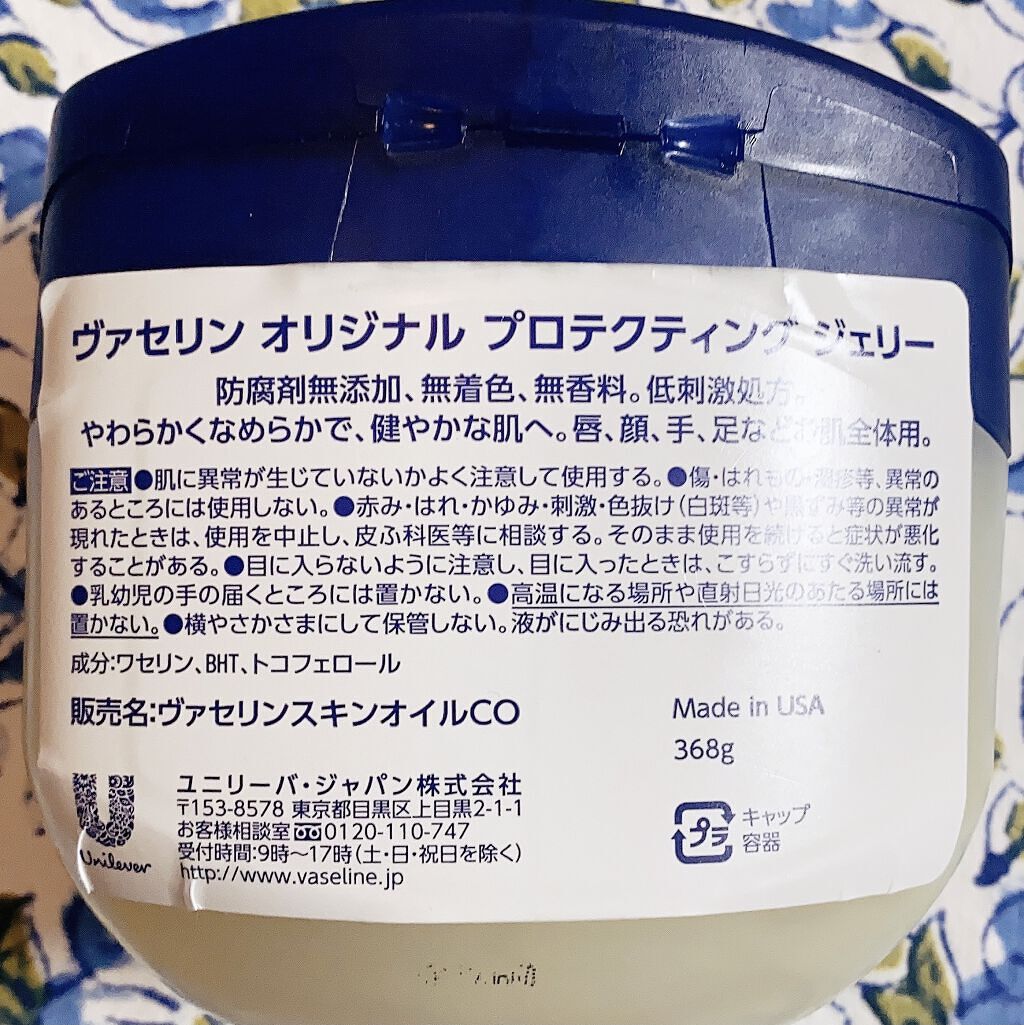 ヴァセリン オリジナル プロテクティング ジェリー
防腐剤無添加、無着色、無香料。低刺激処方。
やわらかくなめらかで、健やかな肌へ。唇、顔、手、足などお肌全体用。
ご注意 ●肌に異常が生じていないかよく注意して使用する。●傷・はれもの・湿疹等、異常の
あるところには使用しない。●赤み・はれ・かゆみ・刺激・色抜け(白斑等)や黒ずみ等の異常が
現れたときは、使用を中止し、皮ふ科医等に相談する。そのまま使用を続けると症状が悪化
することがある。●目に入らないように注意し、目に入ったときは、こすらずにすぐ洗い流す。
●乳幼児の手の届くところには置かない。●高温になる場所や直射日光のあたる場所には
置かない。●横やさかさまにして保管しない。液がにじみ出る恐れがある。
成分:ワセリン、BHT、トコフェロール
販売名:ヴァセリンスキンオイルCO
Made in USA
368g
Unilever
ユニリーバ・ジャパン株式会社
〒153-8578 東京都目黒区上目黒2-1-1
お客様相談室 0120-110-747
受付時間:9時～17時(土・日・祝日を除く)
http://www.vaseline.jp
プラ
キャップ
容器